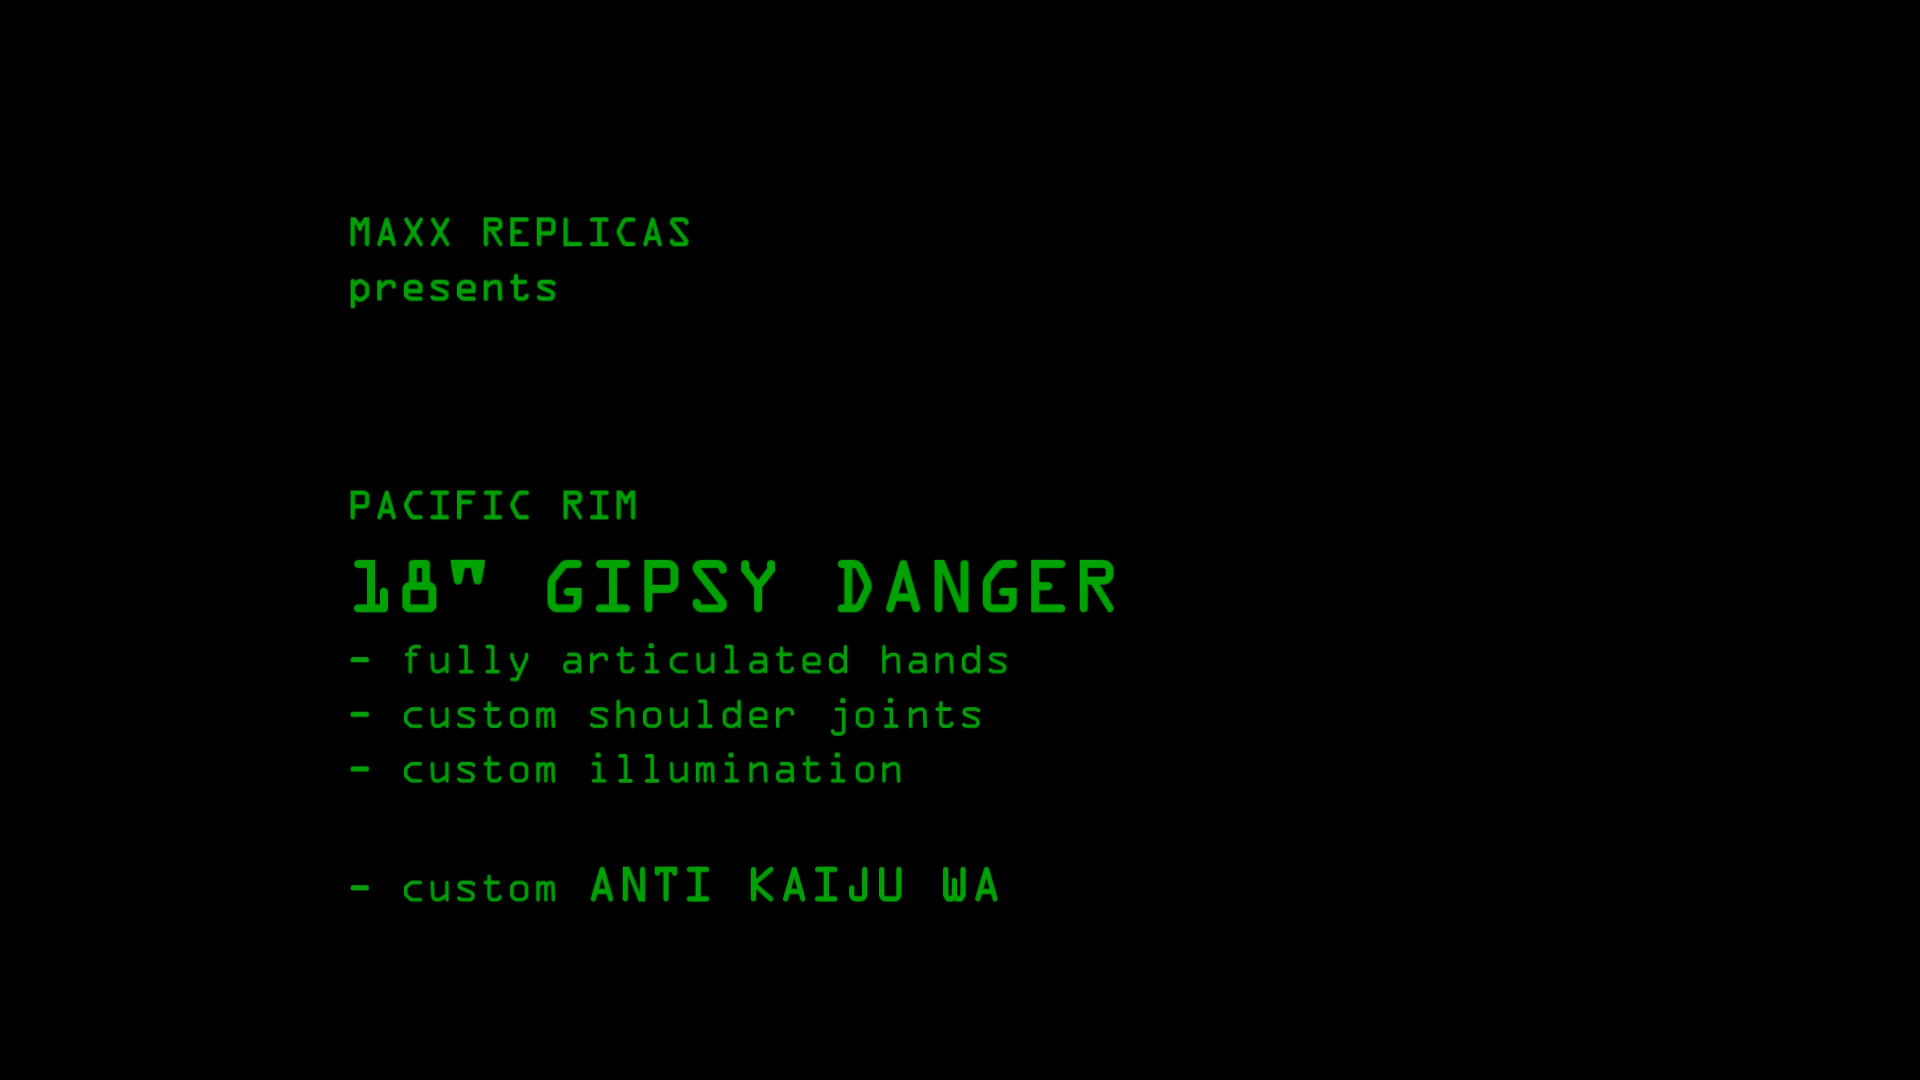 MAXX REPLICAS
presents
PACIFIC RIM
18" GIPSY DANGER
- fully articulated hands
- custom shoulder joints
- custom illumination
- custom ANTI KAIJU WA